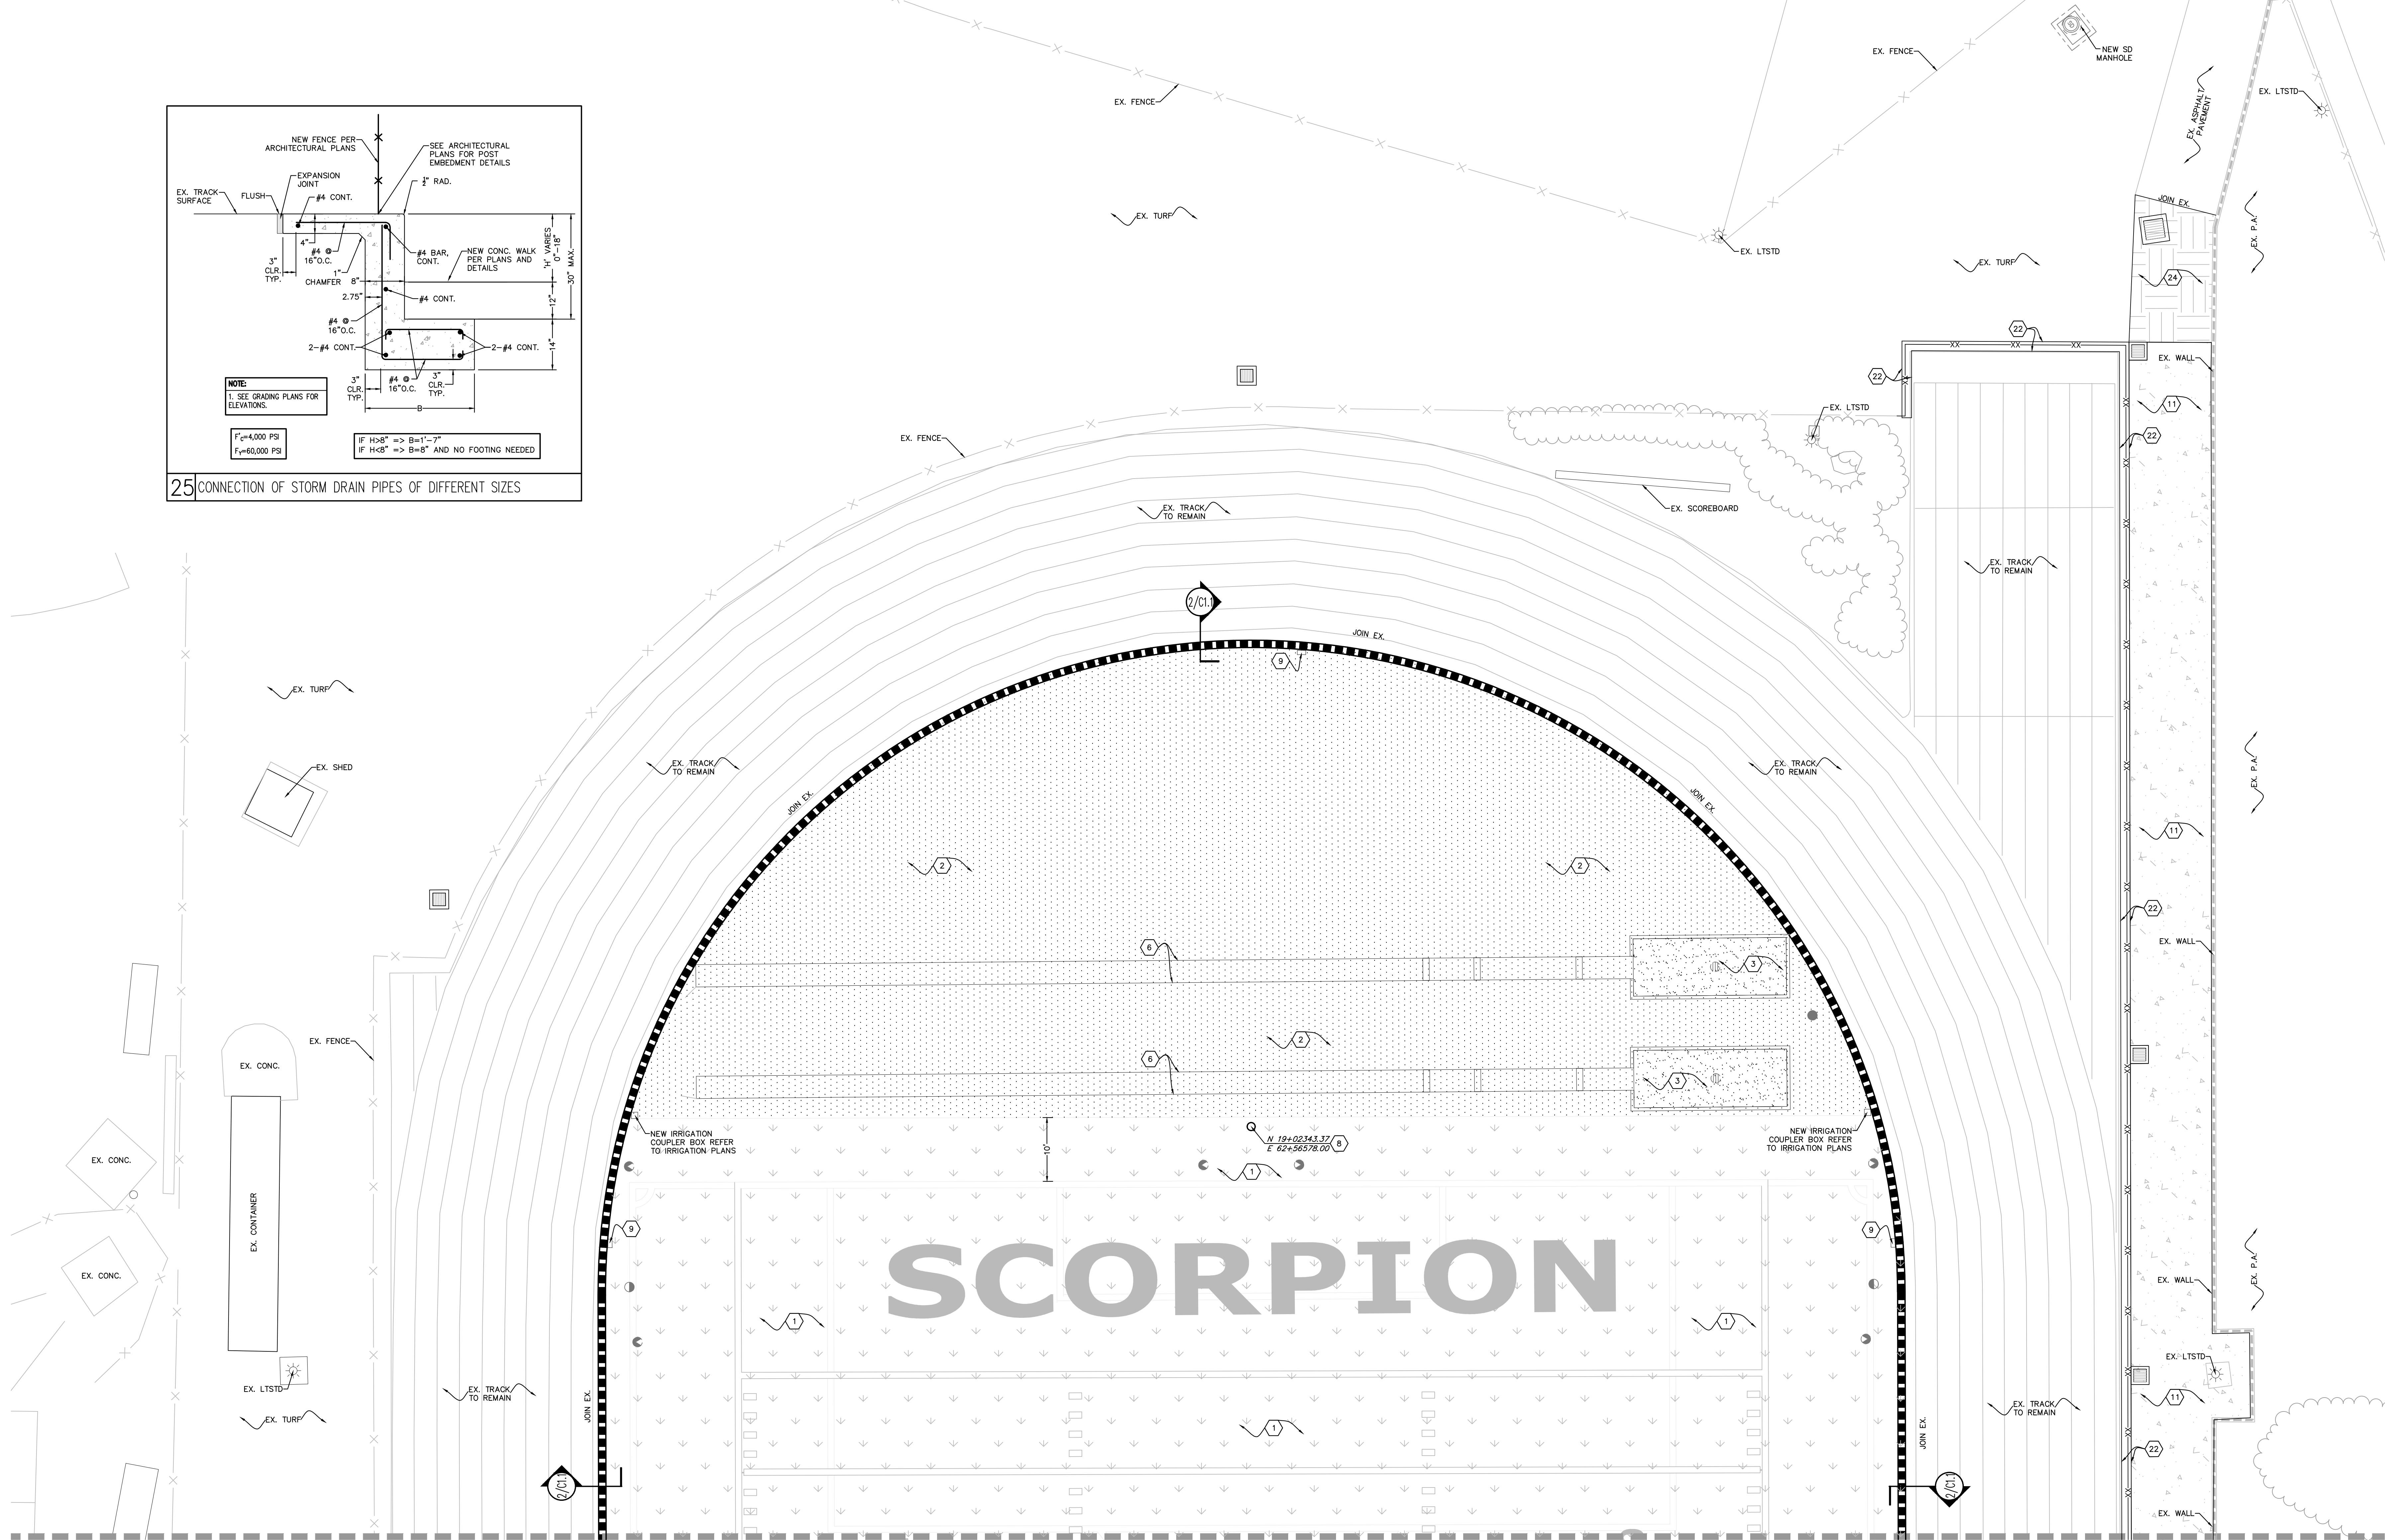 NEW FENCE PER
ARCHITECTURAL PLANS
SEE ARCHITECTURAL
PLANS FOR POST
EMBEDMENT DETAILS
EXPANSION
JOINT
½" RAD.
EX. TRACK
SURFACE
FLUSH
#4 CONT.
4"
#4 @
16"O.C.
#4 BAR,
CONT.
NEW CONC. WALK
PER PLANS AND
DETAILS
"H" VARIES
0"-18"
30" MAX.
3"
CLR.
TYP.
1"
CHAMFER
8"
2.75"
#4 CONT.
12"
#4 @
16"O.C.
2-#4 CONT.
2-#4 CONT.
14"
3"
CLR.
TYP.
#4 @
16"O.C.
3"
CLR.
TYP.
B
NOTE:
1. SEE GRADING PLANS FOR
ELEVATIONS.
F'c=4,000 PSI
Fy=60,000 PSI
IF H>8" => B=1'-7"
IF H<8" => B=8" AND NO FOOTING NEEDED
25 CONNECTION OF STORM DRAIN PIPES OF DIFFERENT SIZES
EX. FENCE
EX. FENCE
NEW SD
MANHOLE
EX. ASPHALT
PAVEMENT
EX. LTSTD
EX. TURF
EX. LTSTD
EX. TURF
JOIN EX.
EX. P.A.
24
22
22
EX. WALL
11
22
EX. LTSTD
EX. FENCE
EX. SCOREBOARD
EX. TRACK
TO REMAIN
EX. TRACK
TO REMAIN
2/C1.1
JOIN EX.
9
EX. TURF
EX. SHED
EX. TRACK
TO REMAIN
EX. TRACK
TO REMAIN
EX. P.A.
JOIN EX.
JOIN EX.
11
2
2
22
6
3
EX. WALL
EX. FENCE
2
EX. CONC.
6
3
NEW IRRIGATION
COUPLER BOX REFER
TO IRRIGATION PLANS
10'
N 19+02343.37
E 62+56578.00
8
NEW IRRIGATION
COUPLER BOX REFER
TO IRRIGATION PLANS
EX. CONC.
1
EX. CONTAINER
9
9
SCORPION
EX. CONC.
EX. WALL
EX. P.A.
1
1
EX. LTSTD
EX. LTSTD
EX. TRACK
TO REMAIN
JOIN EX.
11
EX. TRACK
TO REMAIN
EX. TURF
1
JOIN EX.
22
2/C1.1
2/C1.1
EX. WALL